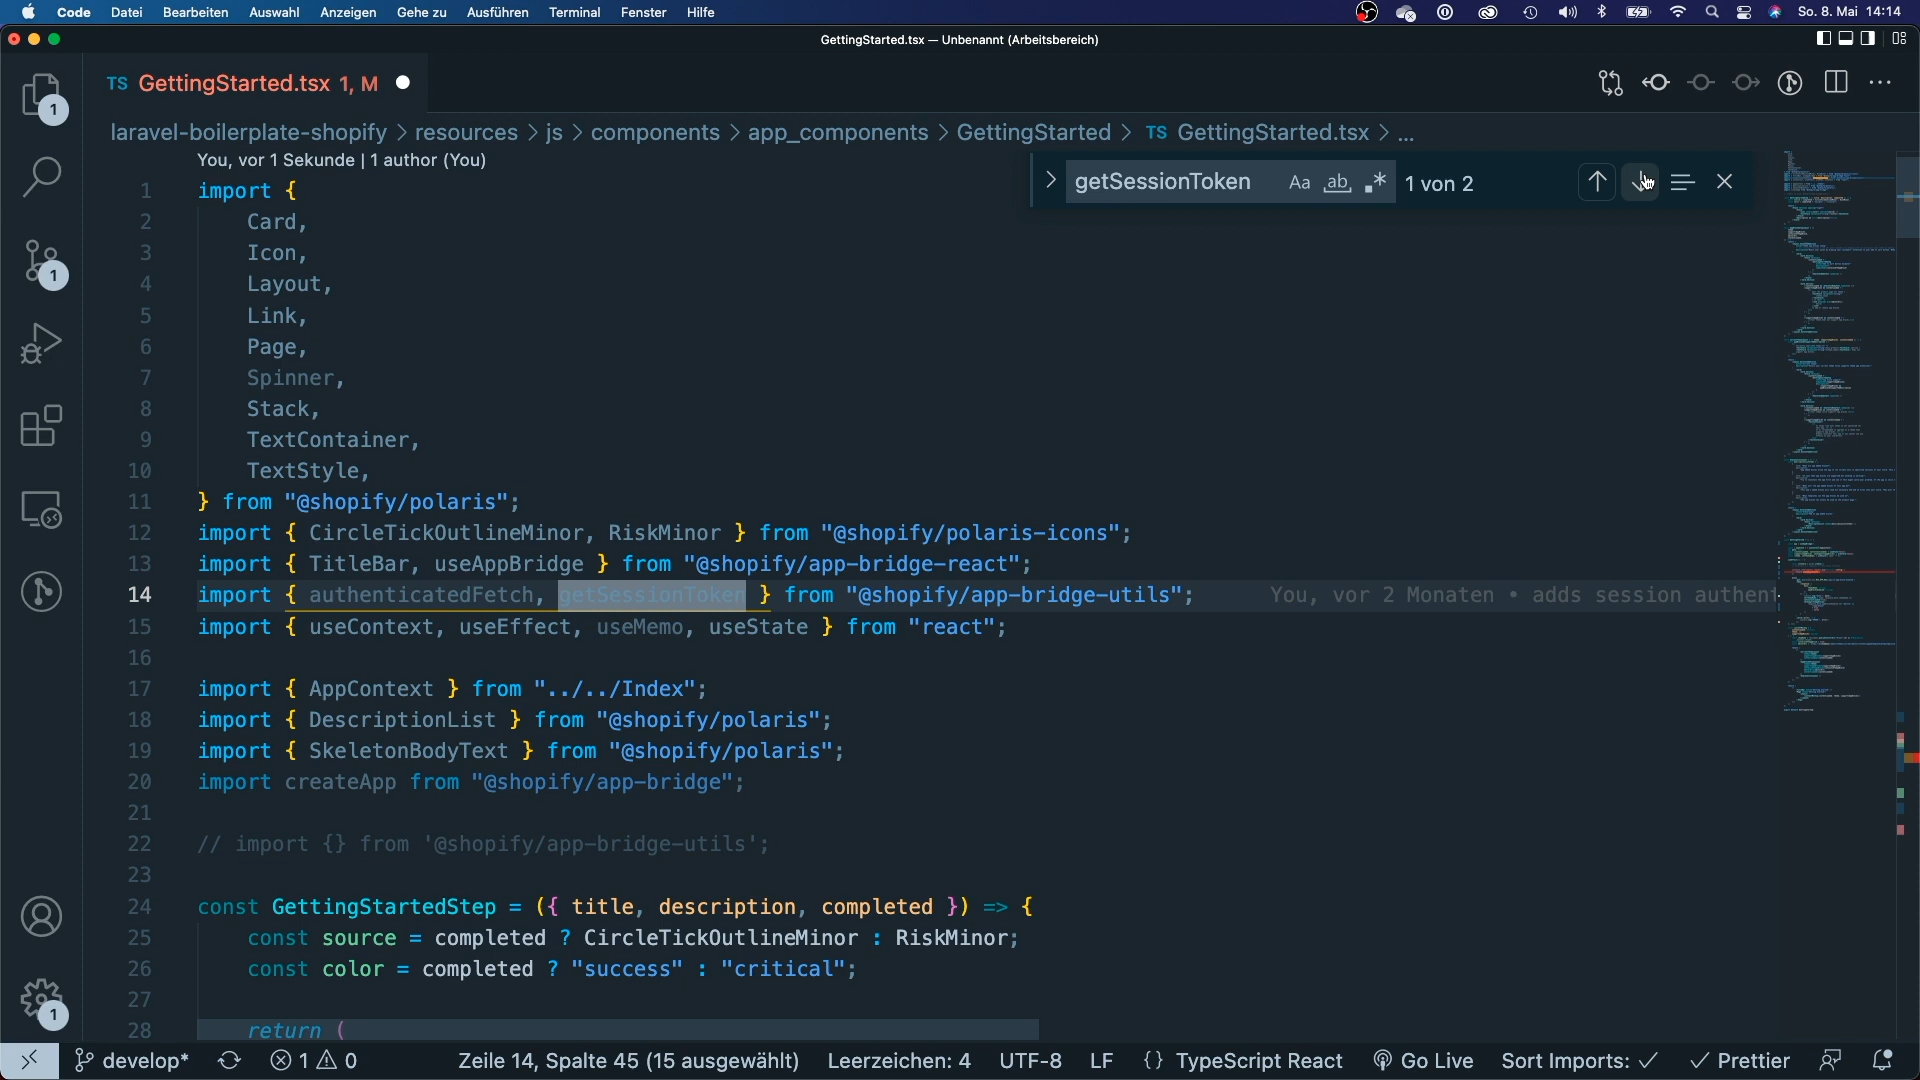 Code Datei Bearbeiten Auswahl Anzeigen Gehe zu Ausführen Terminal Fenster Hilfe So. 8. Mai 14:14
GettingStarted.tsx — Unbenannt (Arbeitsbereich)
TS GettingStarted.tsx 1, M
laravel-boilerplate-shopify > resources > js > components > app_components > GettingStarted > TS GettingStarted.tsx > ...
You, vor 1 Sekunde | 1 author (You)
getSessionToken Aa ab 1 von 2
1 import {
2 Card,
3 Icon,
4 Layout,
5 Link,
6 Page,
7 Spinner,
8 Stack,
9 TextContainer,
10 TextStyle,
11 } from "@shopify/polaris";
12 import { CircleTickOutlineMinor, RiskMinor } from "@shopify/polaris-icons";
13 import { TitleBar, useAppBridge } from "@shopify/app-bridge-react";
14 import { authenticatedFetch, getSessionToken } from "@shopify/app-bridge-utils"; You, vor 2 Monaten • adds session authent
15 import { useContext, useEffect, useMemo, useState } from "react";
16
17 import { AppContext } from "../../Index";
18 import { DescriptionList } from "@shopify/polaris";
19 import { SkeletonBodyText } from "@shopify/polaris";
20 import createApp from "@shopify/app-bridge";
21
22 // import {} from '@shopify/app-bridge-utils';
23
24 const GettingStartedStep = ({ title, description, completed }) => {
25 const source = completed ? CircleTickOutlineMinor : RiskMinor;
26 const color = completed ? "success" : "critical";
27
28 return (
1
1
1
develop* 1 0 Zeile 14, Spalte 45 (15 ausgewählt) Leerzeichen: 4 UTF-8 LF {} TypeScript React Go Live Sort Imports: ✓ ✓ Prettier